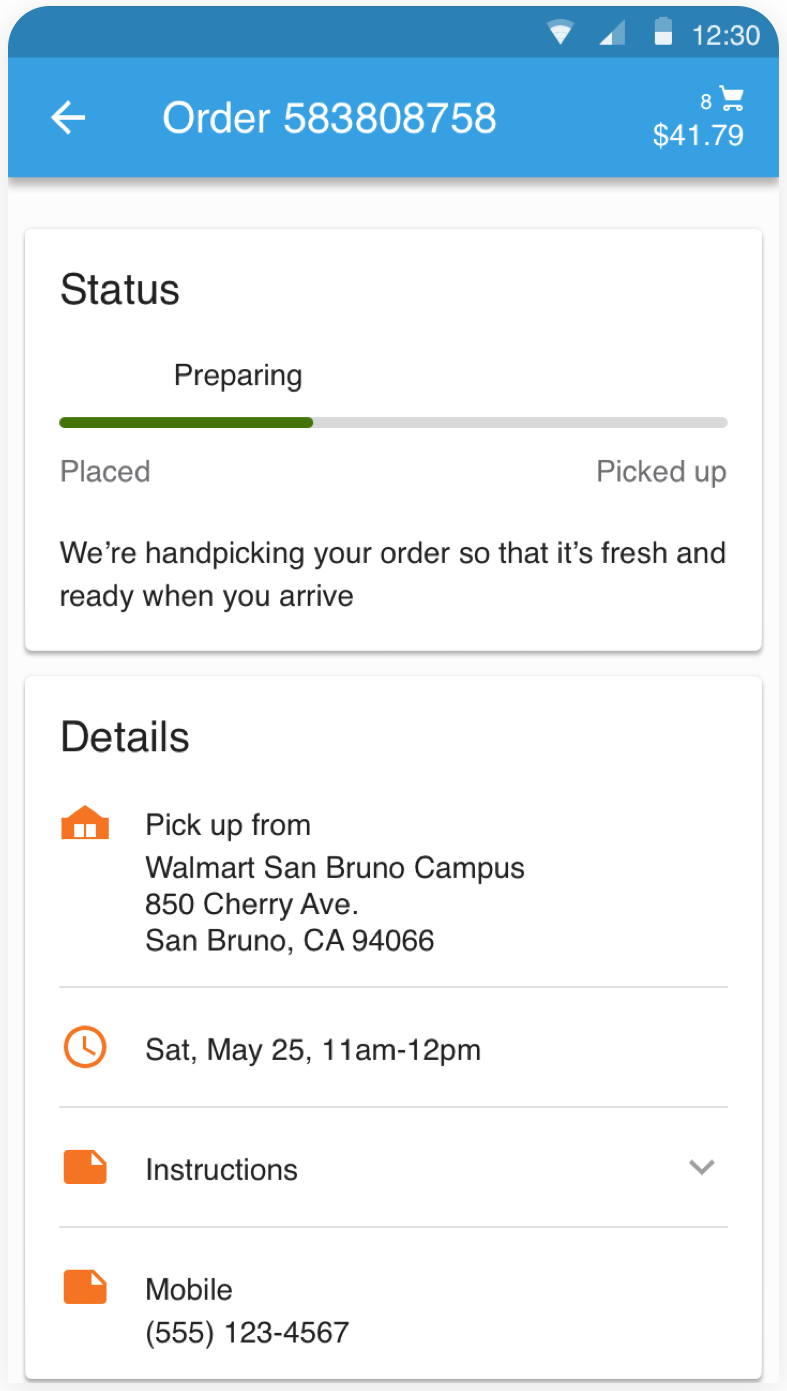 12:30
Order 583808758
8
$41.79
Status
Preparing
Placed
Picked up
We’re handpicking your order so that it’s fresh and
ready when you arrive
Details
Pick up from
Walmart San Bruno Campus
850 Cherry Ave.
San Bruno, CA 94066
Sat, May 25, 11am-12pm
Instructions
Mobile
(555) 123-4567